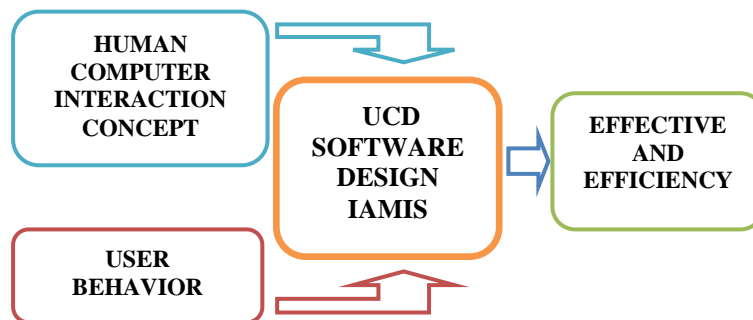 HUMAN
COMPUTER
INTERACTION
CONCEPT
UCD
SOFTWARE
DESIGN
IAMIS
EFFECTIVE
AND
EFFICIENCY
USER
BEHAVIOR